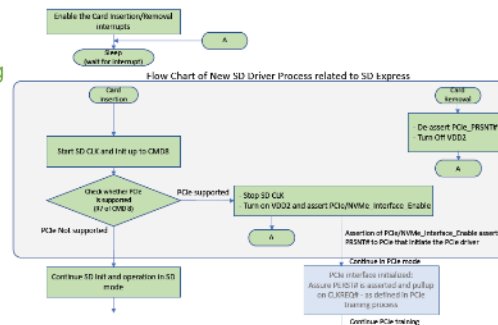 g
Enable the Card Insertion/Removal
interrupts
A
Sleep
(wait for interrupt)
Flow Chart of New SD Driver Process related to SD Express
Card
Insertion
Card
Removal
- De-assert PCIe_PRSNT#
- Turn Off VDD2
Start SD CLK and Init up to CMD8
A
Check whether PCIe
is supported
CMD8)
PCIe supported
- Stop SD CLK
- Turn on VDD2 and assert PCIe/NVMe_Interface_Enable
PCIe Not supported
A
Assertion of PCIe/NVMe_Interface_Enable assert
PRSNT# to PCIe that initiate the PCIe driver
Continue in PCIe mode
Continue SD Init and operation in SD
mode
PCIe interface initialized:
Assure PERST# is asserted and pullup
on CLKREQ# - as defined in PCIe
training process
Continue PCIe training